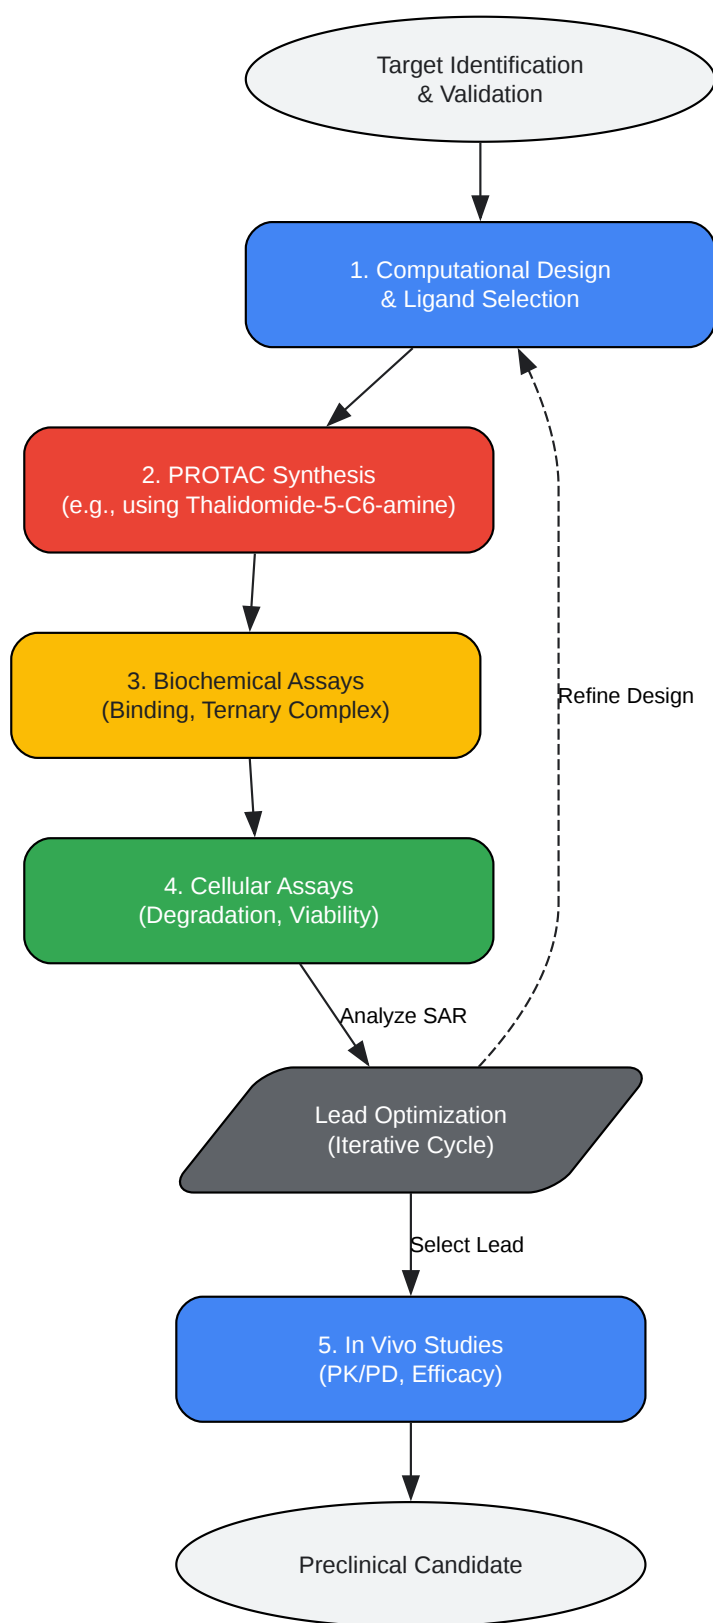 Target Identification
& Validation
1. Computational Design
& Ligand Selection
2. PROTAC Synthesis
(e.g., using Thalidomide-5-C6-amine)
3. Biochemical Assays
(Binding, Ternary Complex)
Refine Design
4. Cellular Assays
(Degradation, Viability)
Analyze SAR
Lead Optimization
(Iterative Cycle)
Select Lead
5. In Vivo Studies
(PK/PD, Efficacy)
Preclinical Candidate